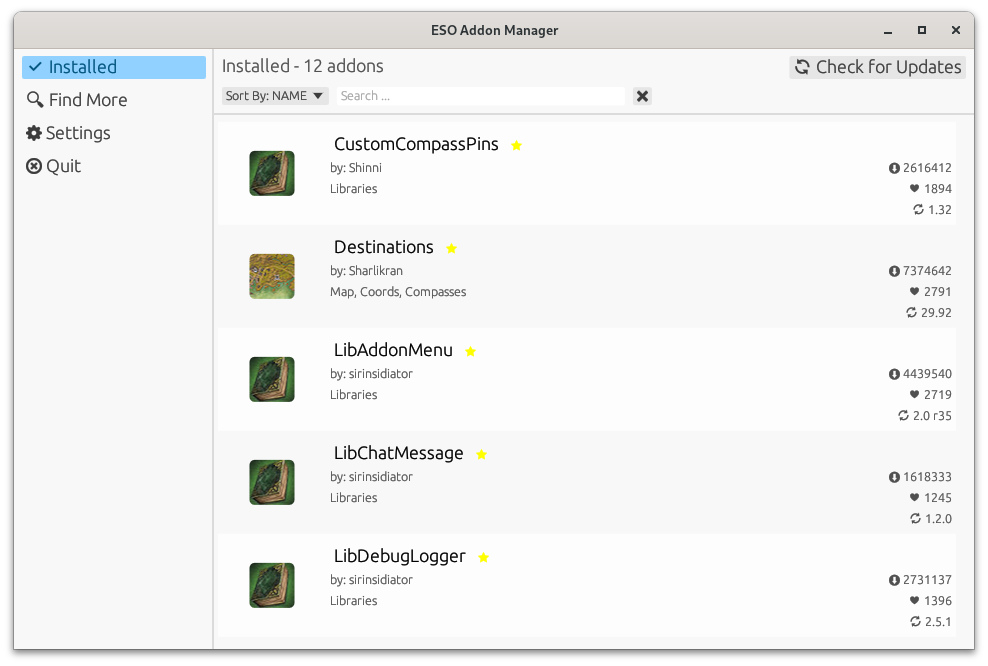 ESO Addon Manager
Installed
Find More
Settings
Quit
Installed - 12 addons
Check for Updates
Sort By: NAME
Search ...
CustomCompassPins
by: Shinni
Libraries
2616412
1894
1.32
Destinations
by: Sharlikran
Map, Coords, Compasses
7374642
2791
29.92
LibAddonMenu
by: sirinsidiator
Libraries
4439540
2719
2.0 r35
LibChatMessage
by: sirinsidiator
Libraries
1618333
1245
1.2.0
LibDebugLogger
by: sirinsidiator
Libraries
2731137
1396
2.5.1